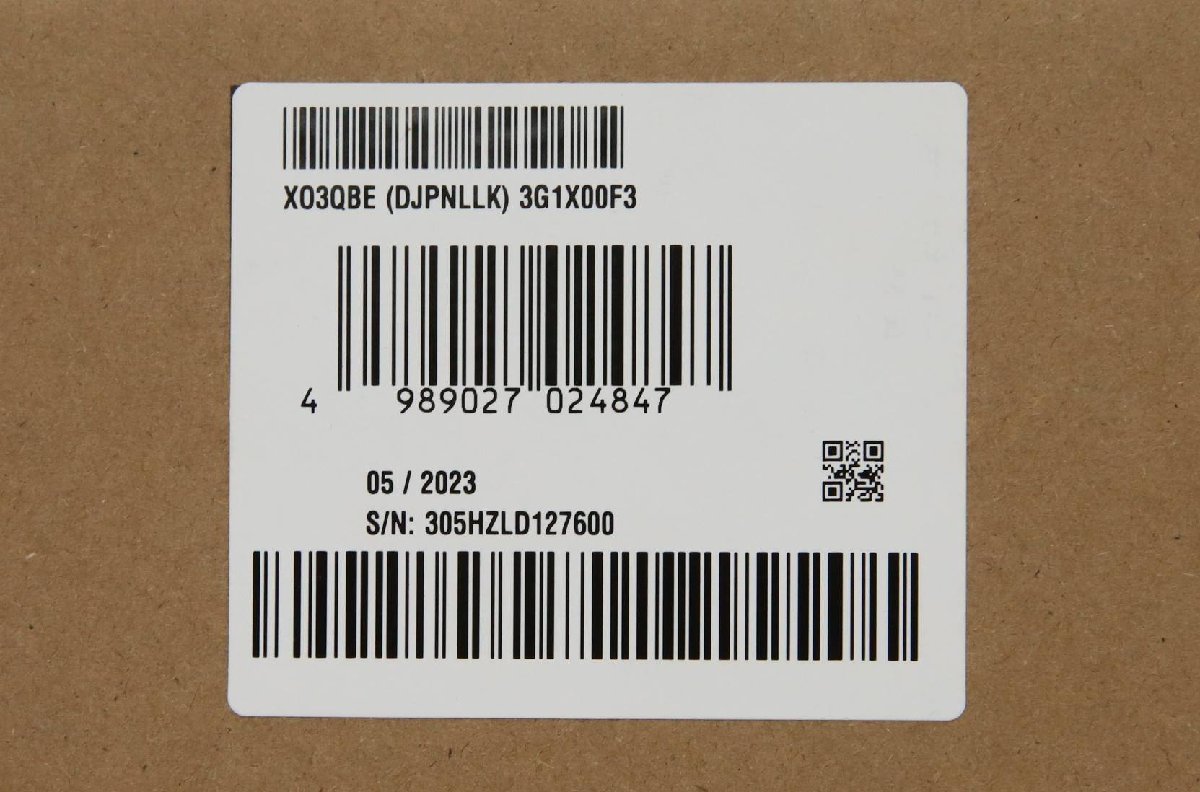 XO3QBE (DJPNLLK) 3G1X00F3
4 989027 024847
05 / 2023
S/N: 305HZLD127600